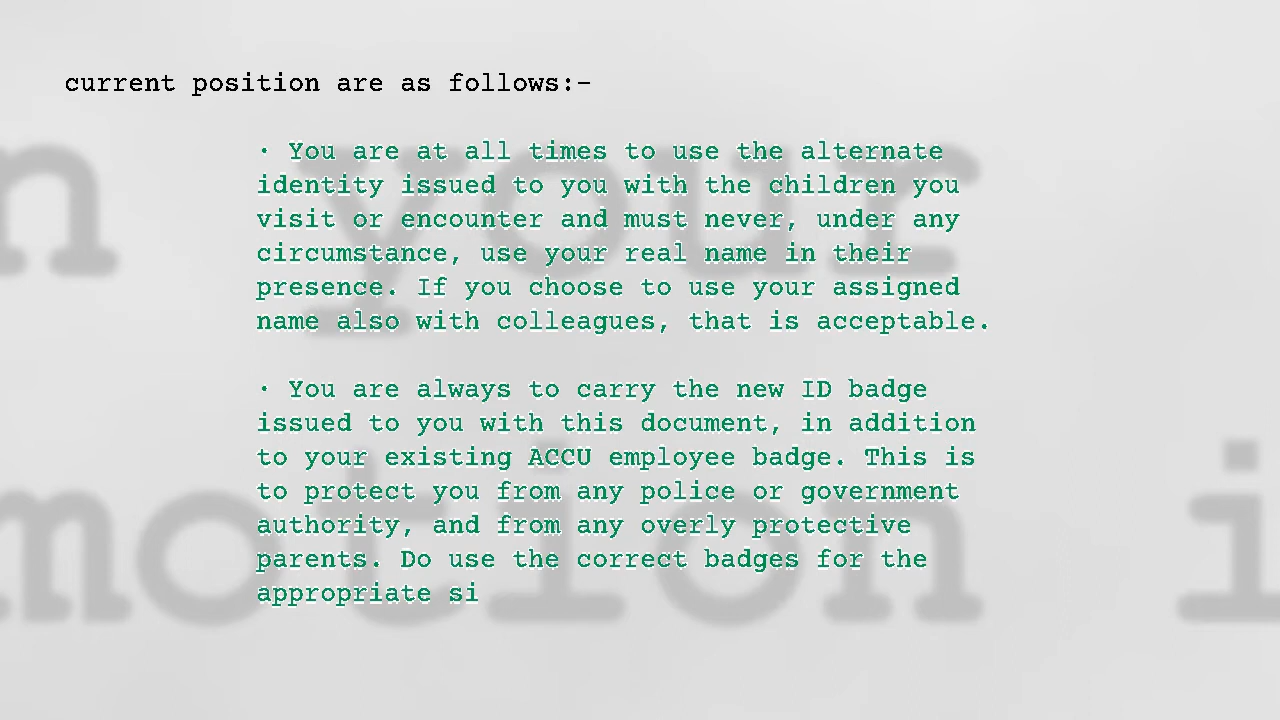 current position are as follows:-
· You are at all times to use the alternate
identity issued to you with the children you
visit or encounter and must never, under any
circumstance, use your real name in their
presence. If you choose to use your assigned
name also with colleagues, that is acceptable.
· You are always to carry the new ID badge
issued to you with this document, in addition
to your existing ACCU employee badge. This is
to protect you from any police or government
authority, and from any overly protective
parents. Do use the correct badges for the
appropriate si
n your
motion i